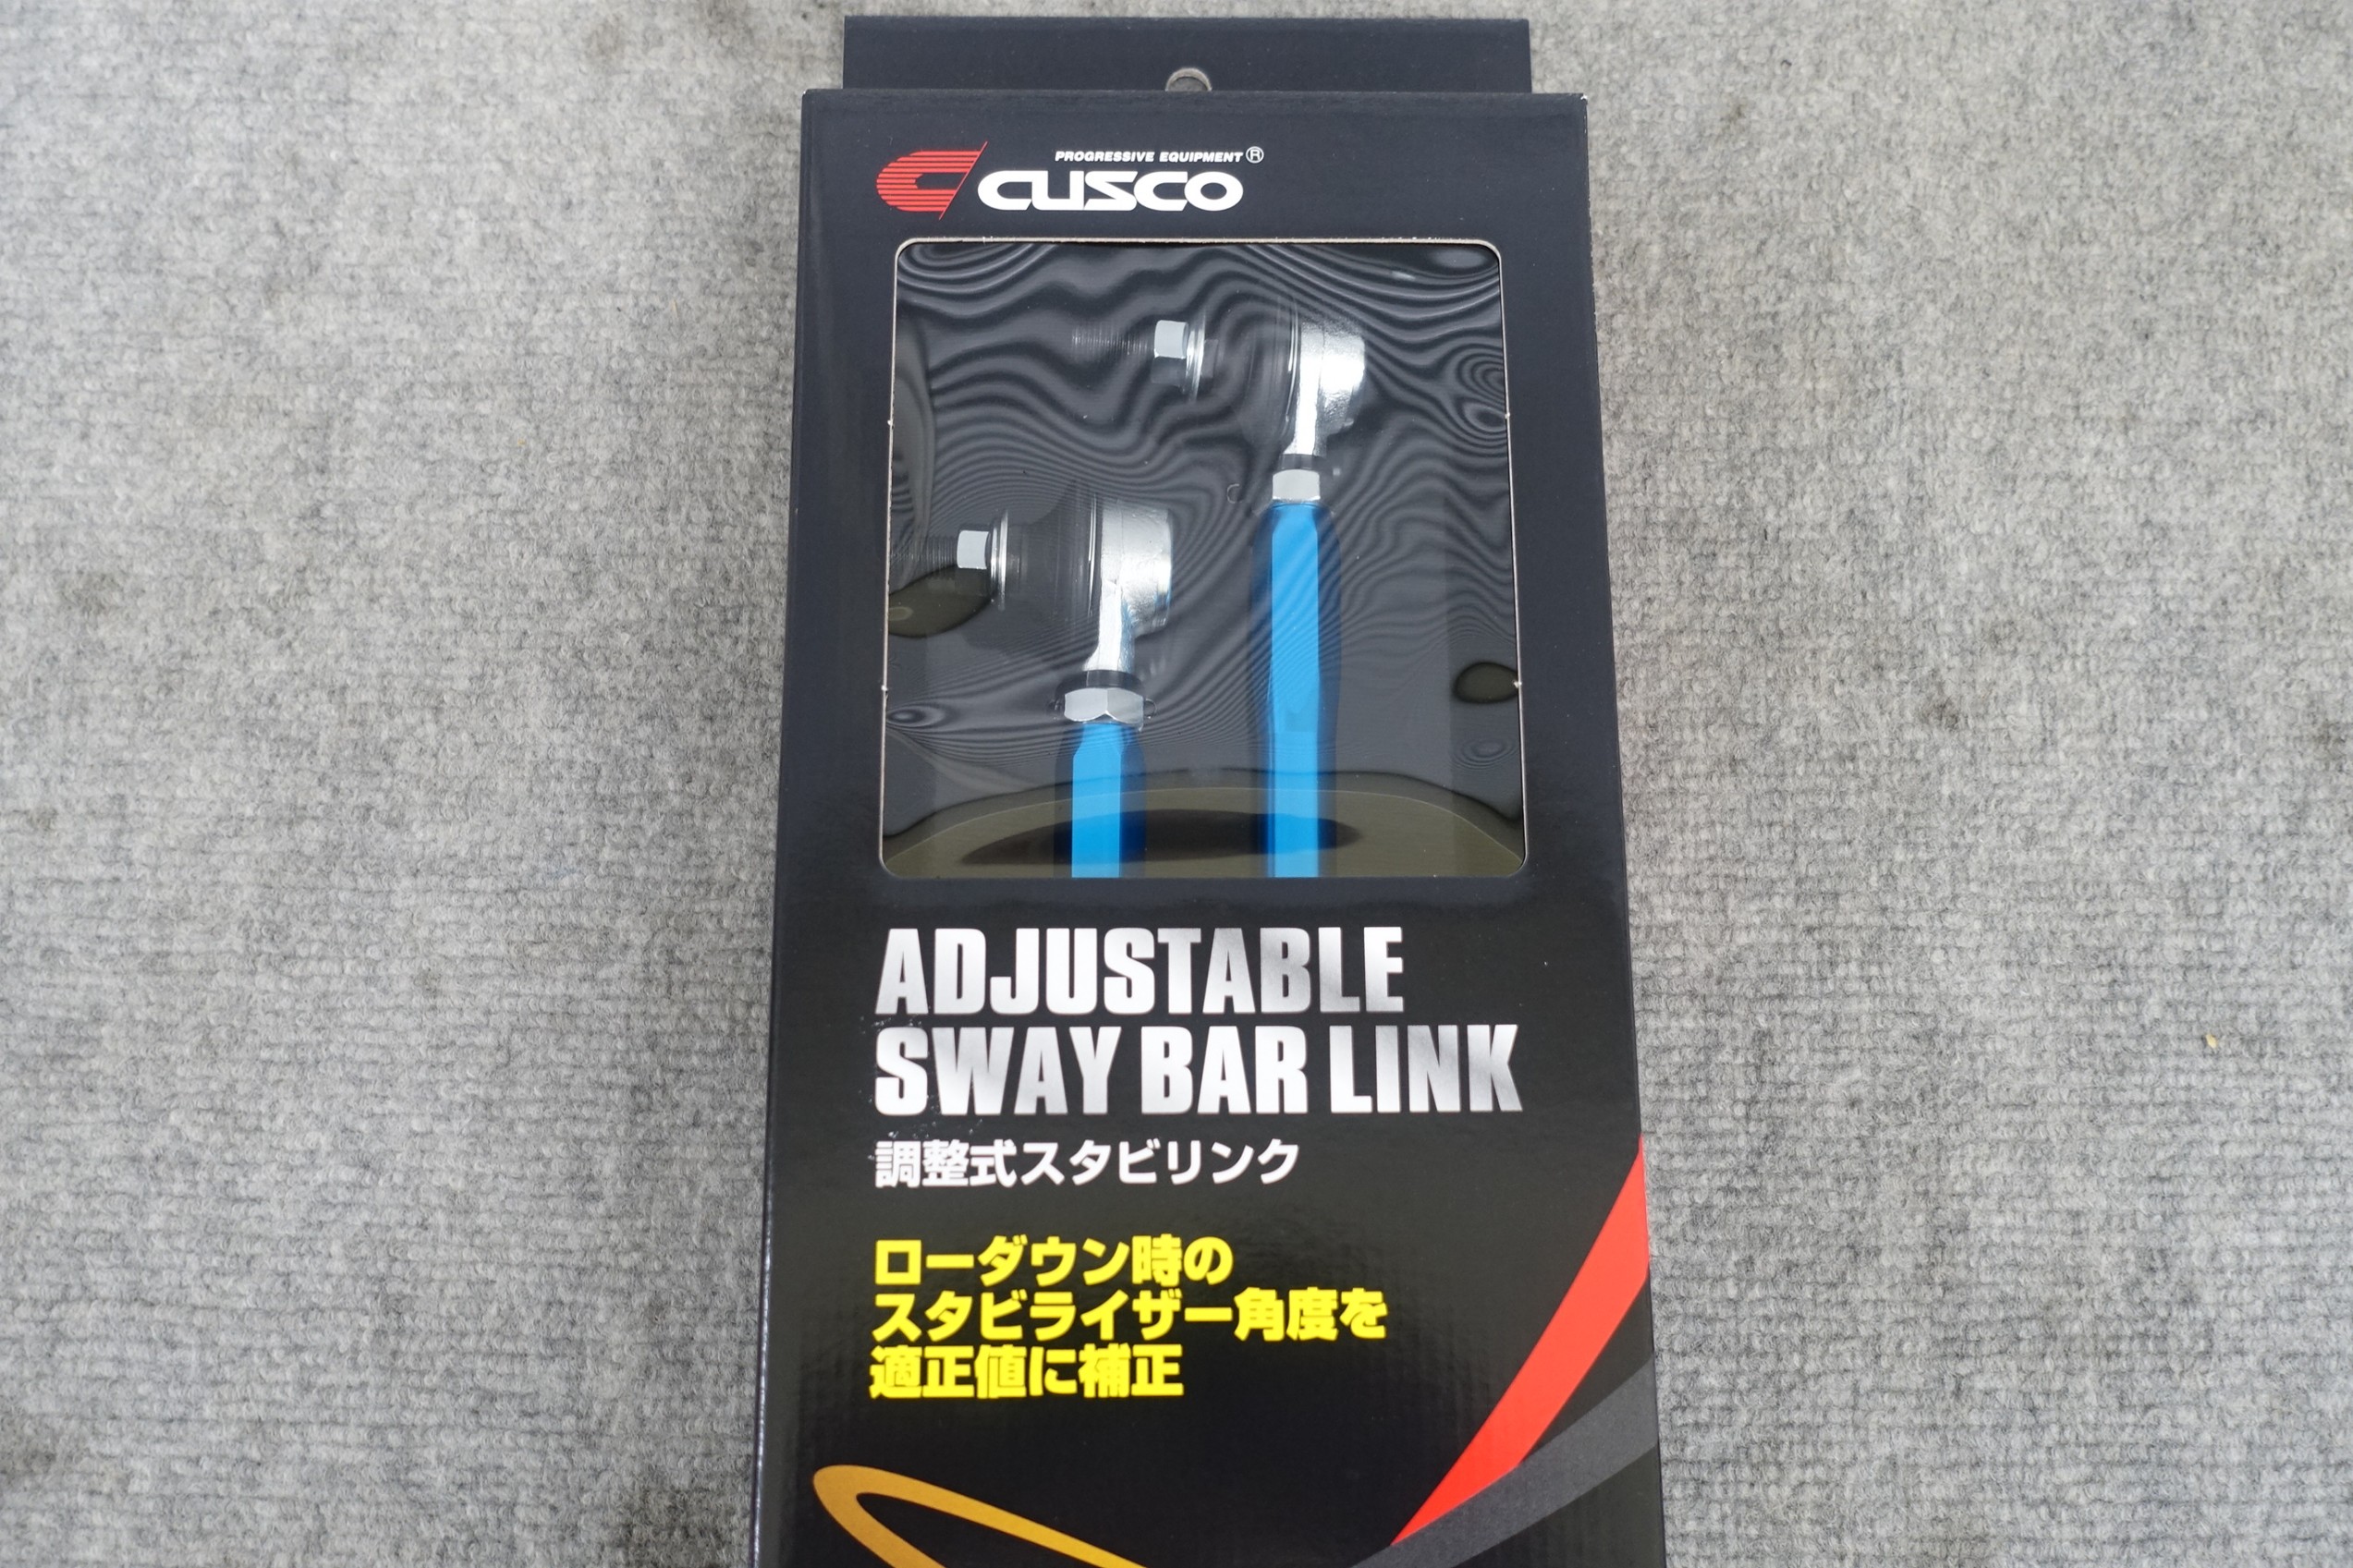 PROGRESSIVE EQUIPMENT®
CUSCO
ADJUSTABLE
SWAY BAR LINK
調整式スタビリンク
ローダウン時の
スタビライザー角度を
適正値に補正